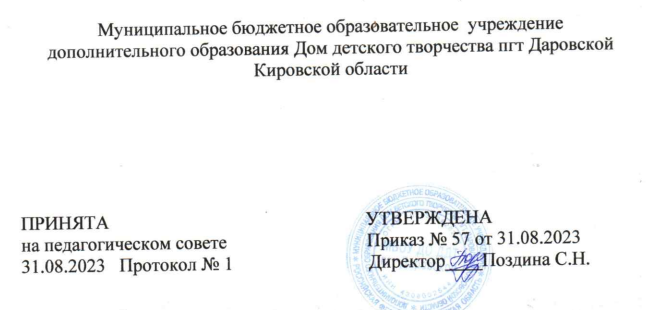 Муниципальное бюджетное образовательное учреждение
дополнительного образования Дом детского творчества пгт Даровской
Кировской области
ПРИНЯТА
на педагогическом совете
31.08.2023 Протокол № 1
УТВЕРЖДЕНА
Приказ № 57 от 31.08.2023
Директор Поздина С.Н.